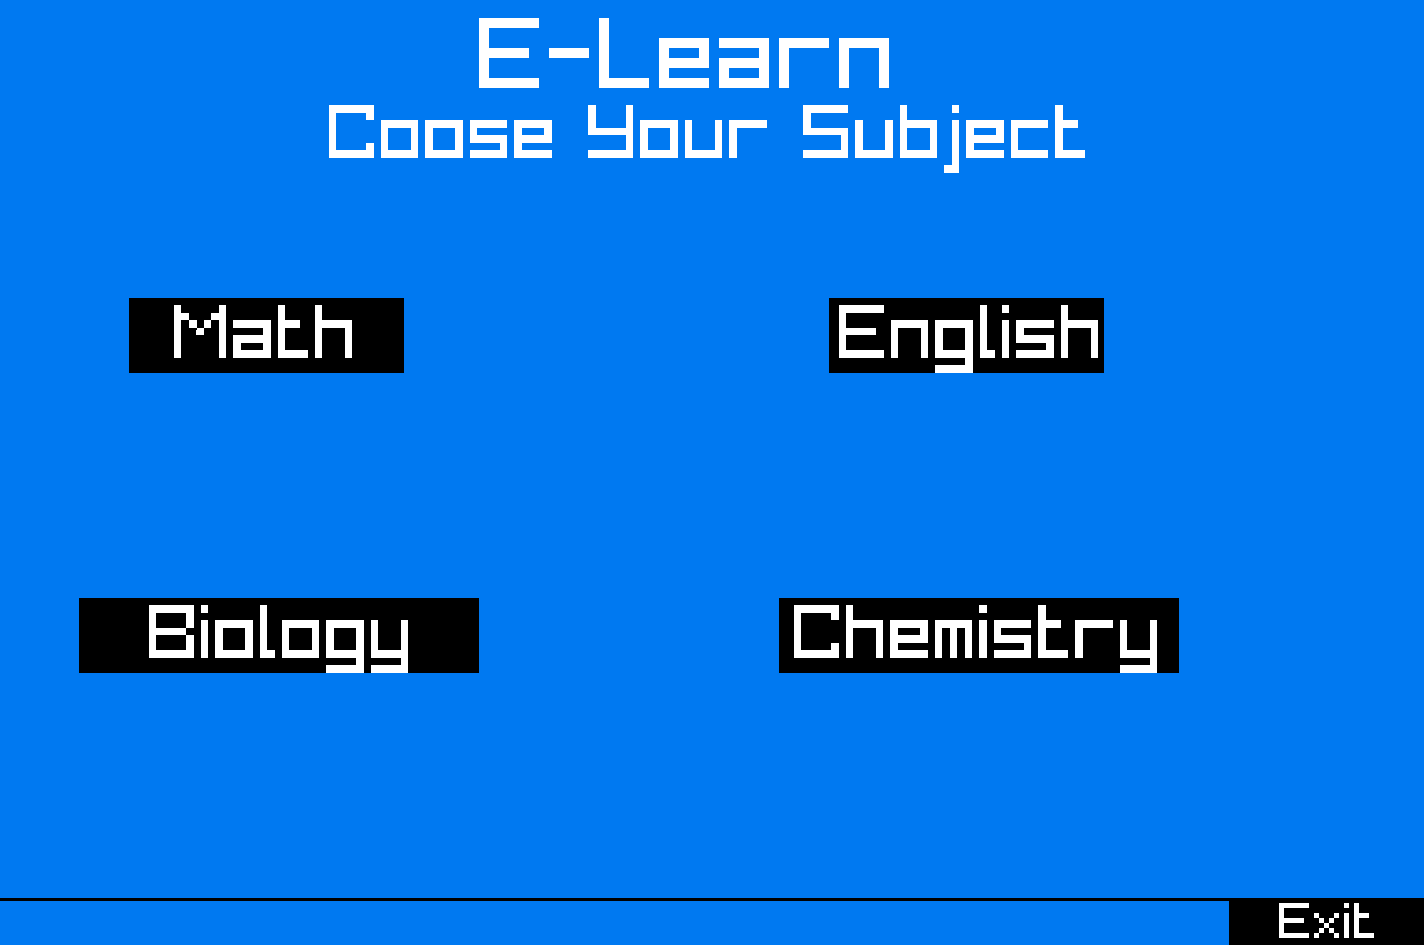 E-Learn
Coose Your Subject
Math
English
Biology
Chemistry
Exit